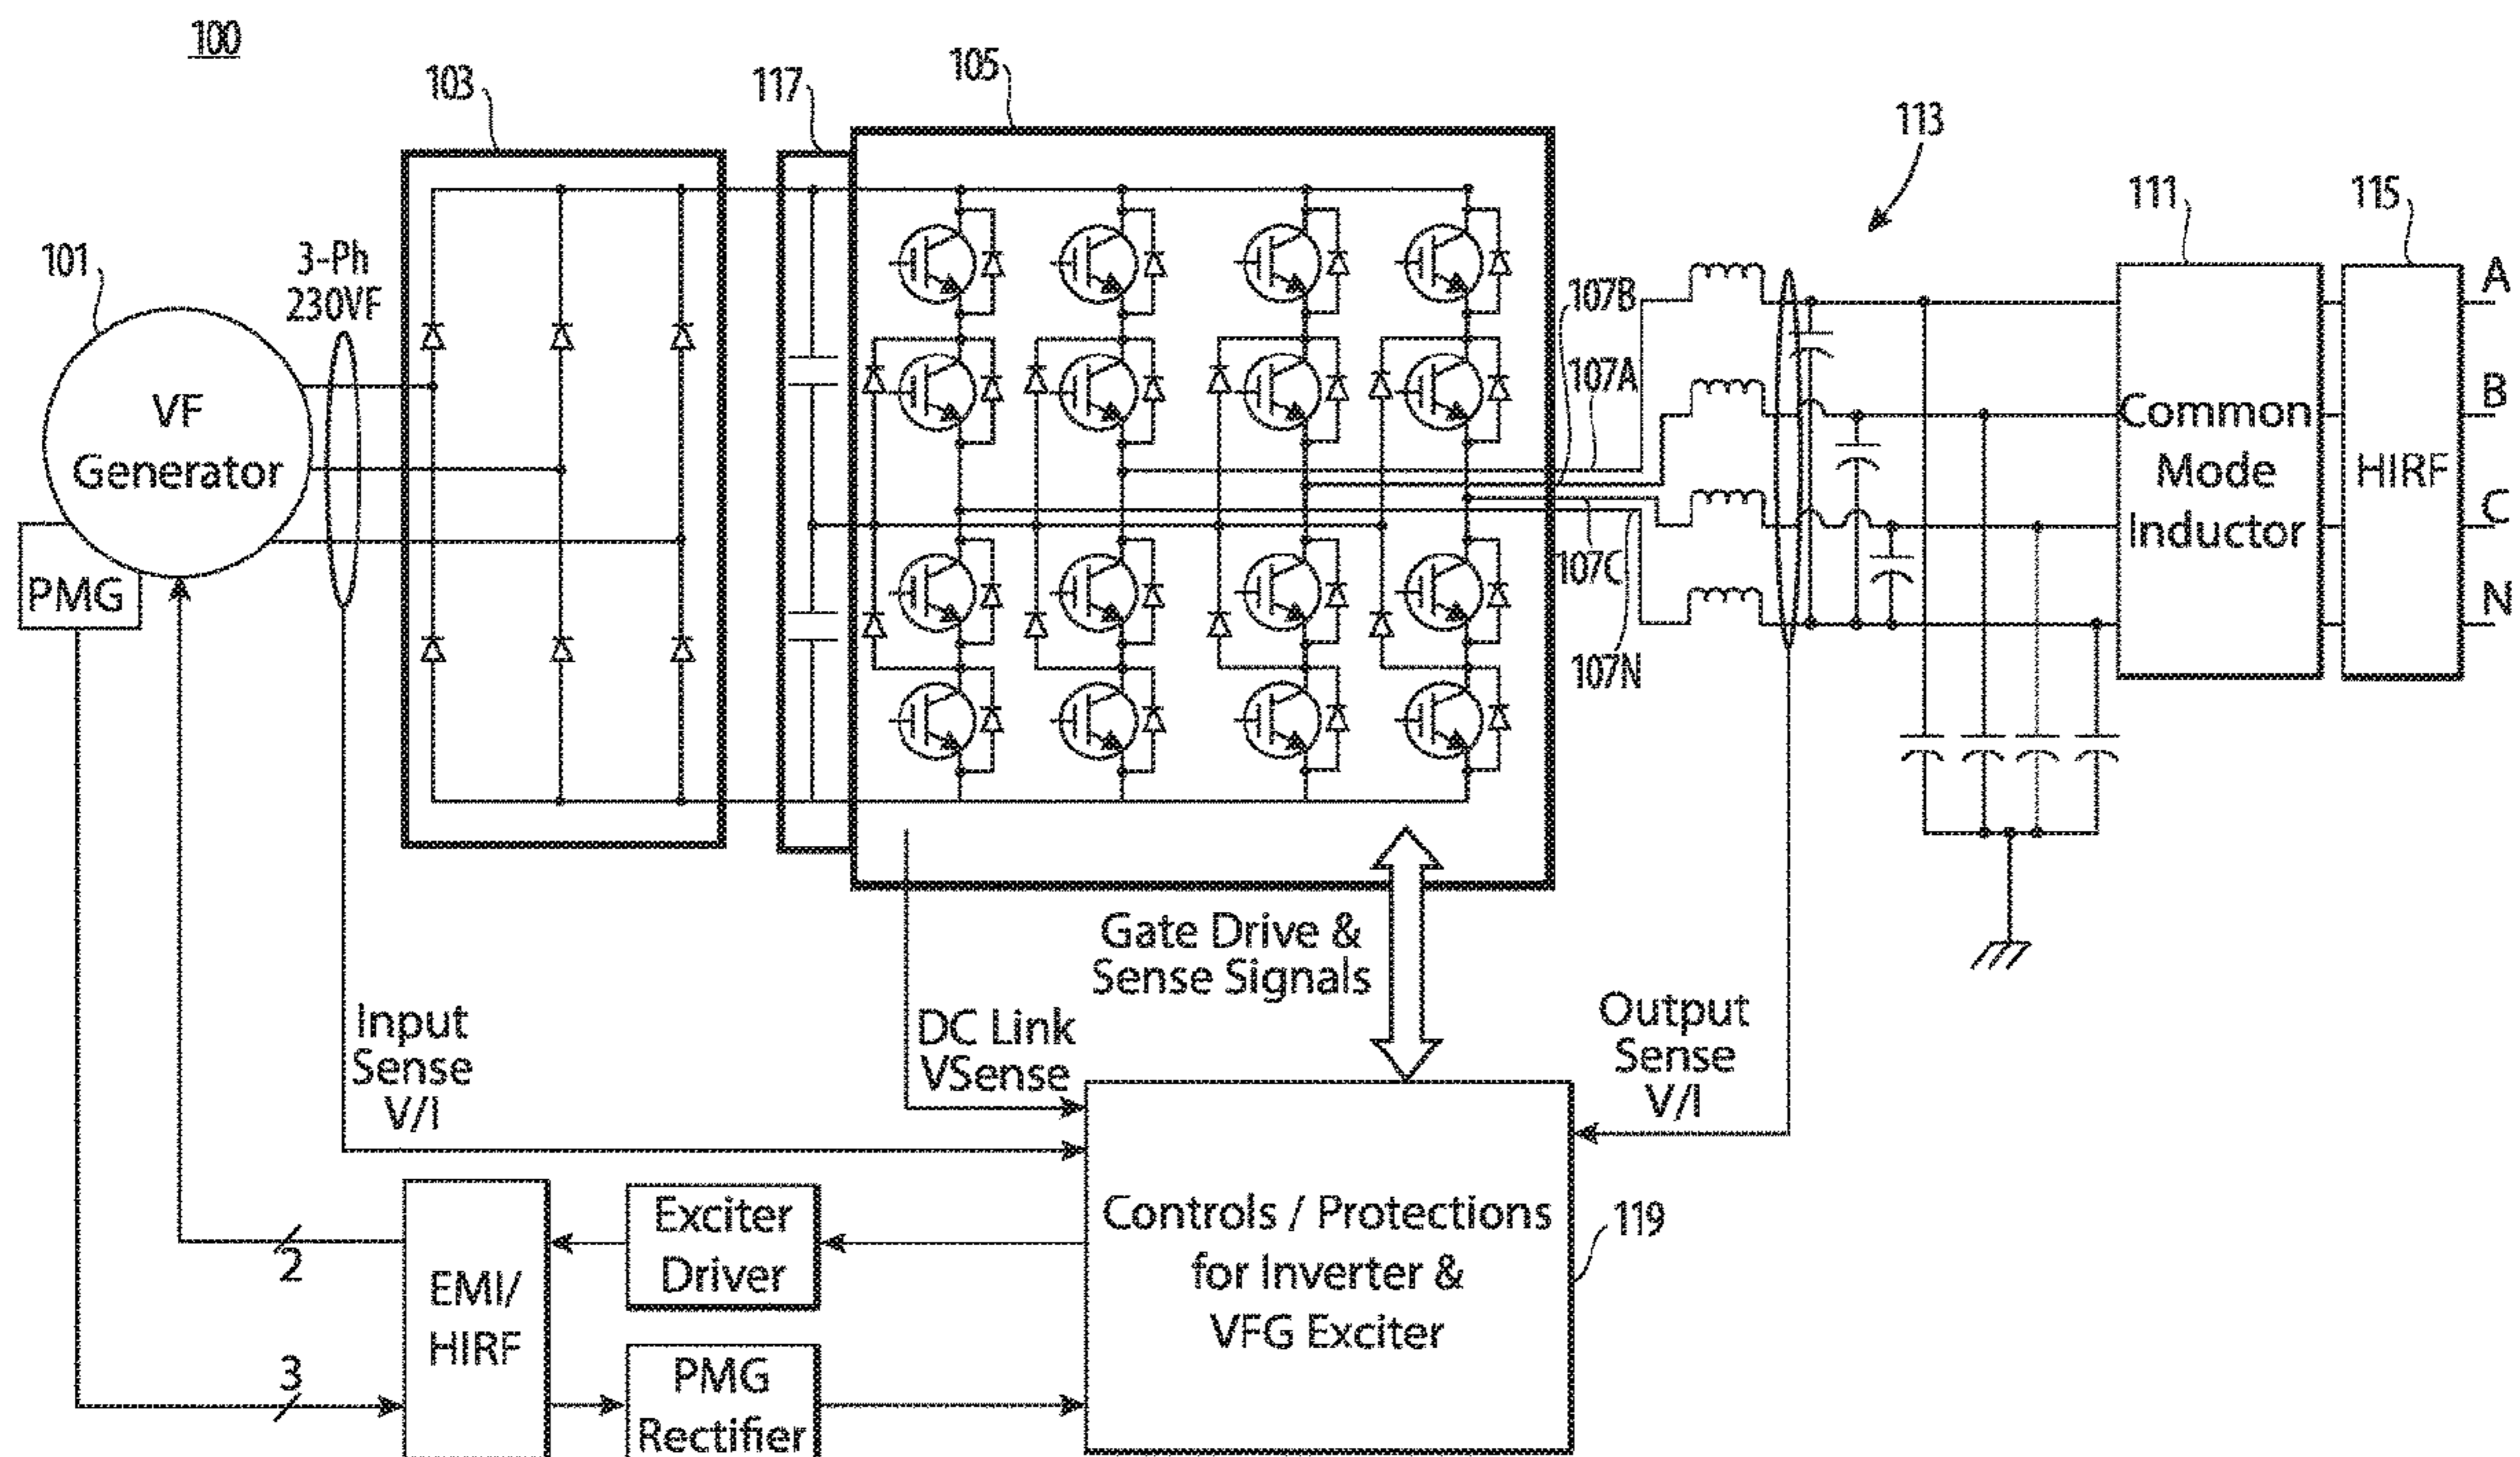 100
103
117
105
113
111
115
101
3-Ph
230VF
VF
Generator
PMG
107B
107A
107C
107N
Common
Mode
Inductor
HIRF
A
B
C
N
Gate Drive &
Sense Signals
Input
Sense
V/I
DC Link
VSense
Output
Sense
V/I
2
3
EMI/
HIRF
Exciter
Driver
PMG
Rectifier
Controls / Protections
for Inverter &
VFG Exciter
119